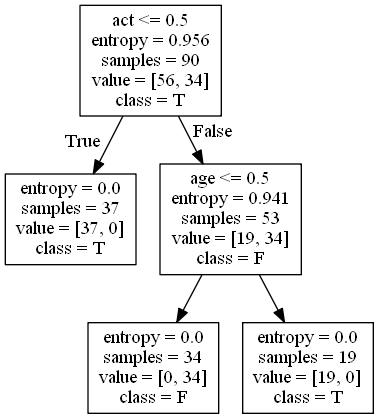 act <= 0.5
entropy = 0.956
samples = 90
value = [56, 34]
class = T
True
False
entropy = 0.0
samples = 37
value = [37, 0]
class = T
age <= 0.5
entropy = 0.941
samples = 53
value = [19, 34]
class = F
entropy = 0.0
samples = 34
value = [0, 34]
class = F
entropy = 0.0
samples = 19
value = [19, 0]
class = T